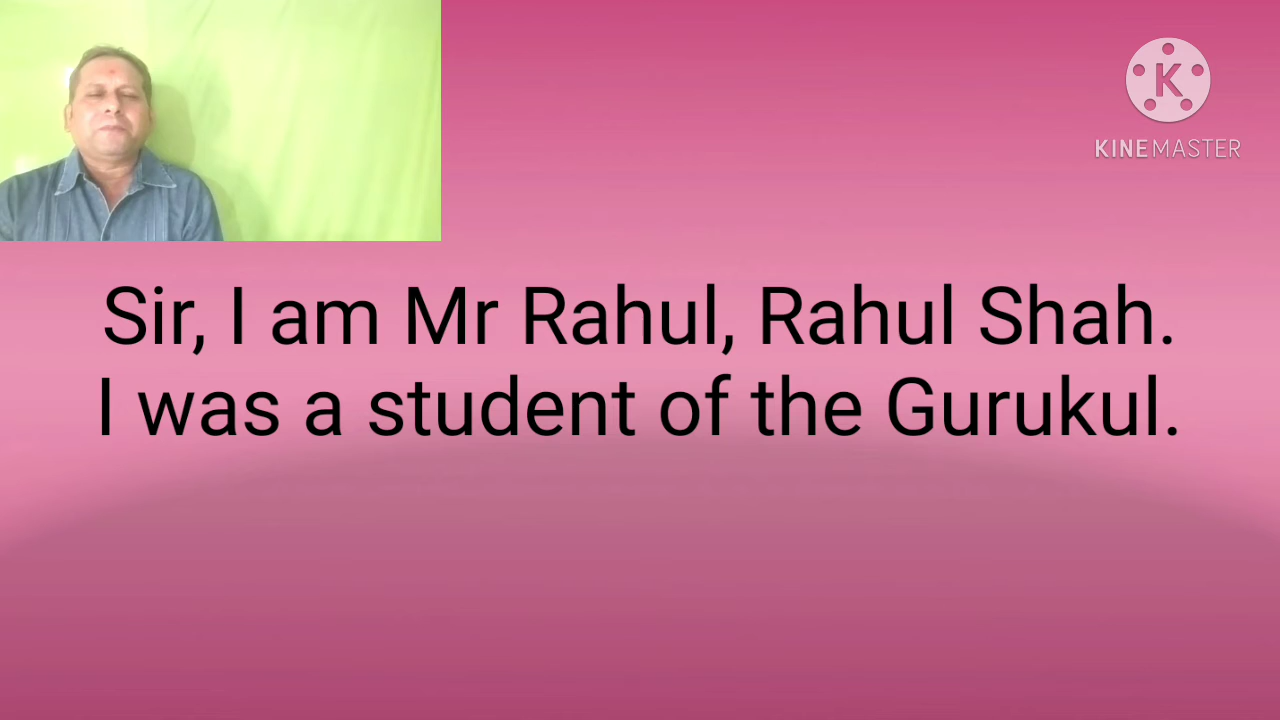 K
KINEMASTER
Sir, I am Mr Rahul, Rahul Shah.
I was a student of the Gurukul.